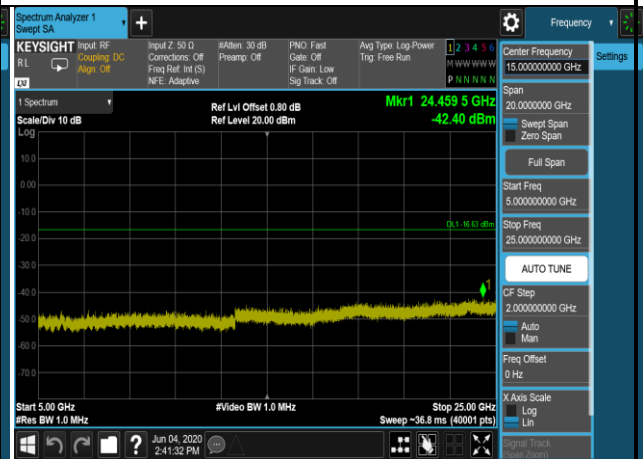 Spectrum Analyzer 1
Swept SA
Frequency
KEYSIGHT
RL
Input: RF
Coupling: DC
Align: Off
Input Z: 50 Ω
Corrections: Off
Freq Ref: Int (S)
NFE: Adaptive
#Atten: 30 dB
Preamp: Off
PNO: Fast
Gate: Off
IF Gain: Low
Sig Track: Off
Avg Type: Log-Power
Trig: Free Run
1 2 3 4 5 6
M W W W W W
P N N N N N
1 Spectrum
Scale/Div 10 dB
Log
Ref Lvl Offset 0.80 dB
Ref Level 20.00 dBm
Mkr1 24.459 5 GHz
-42.40 dBm
10.0
0.00
-10.0
-20.0
-30.0
-40.0
-50.0
-60.0
-70.0
DL1 -16.63 dBm
1
Start 5.00 GHz
#Res BW 1.0 MHz
#Video BW 1.0 MHz
Stop 25.00 GHz
Sweep ~36.8 ms (40001 pts)
Jun 04, 2020
2:41:32 PM
Center Frequency
15.000000000 GHz
Span
20.0000000 GHz
Swept Span
Zero Span
Full Span
Start Freq
5.000000000 GHz
Stop Freq
25.000000000 GHz
AUTO TUNE
CF Step
2.000000000 GHz
Auto
Man
Freq Offset
0 Hz
X Axis Scale
Log
Lin
Signal Track
(Span Zoom)
Settings